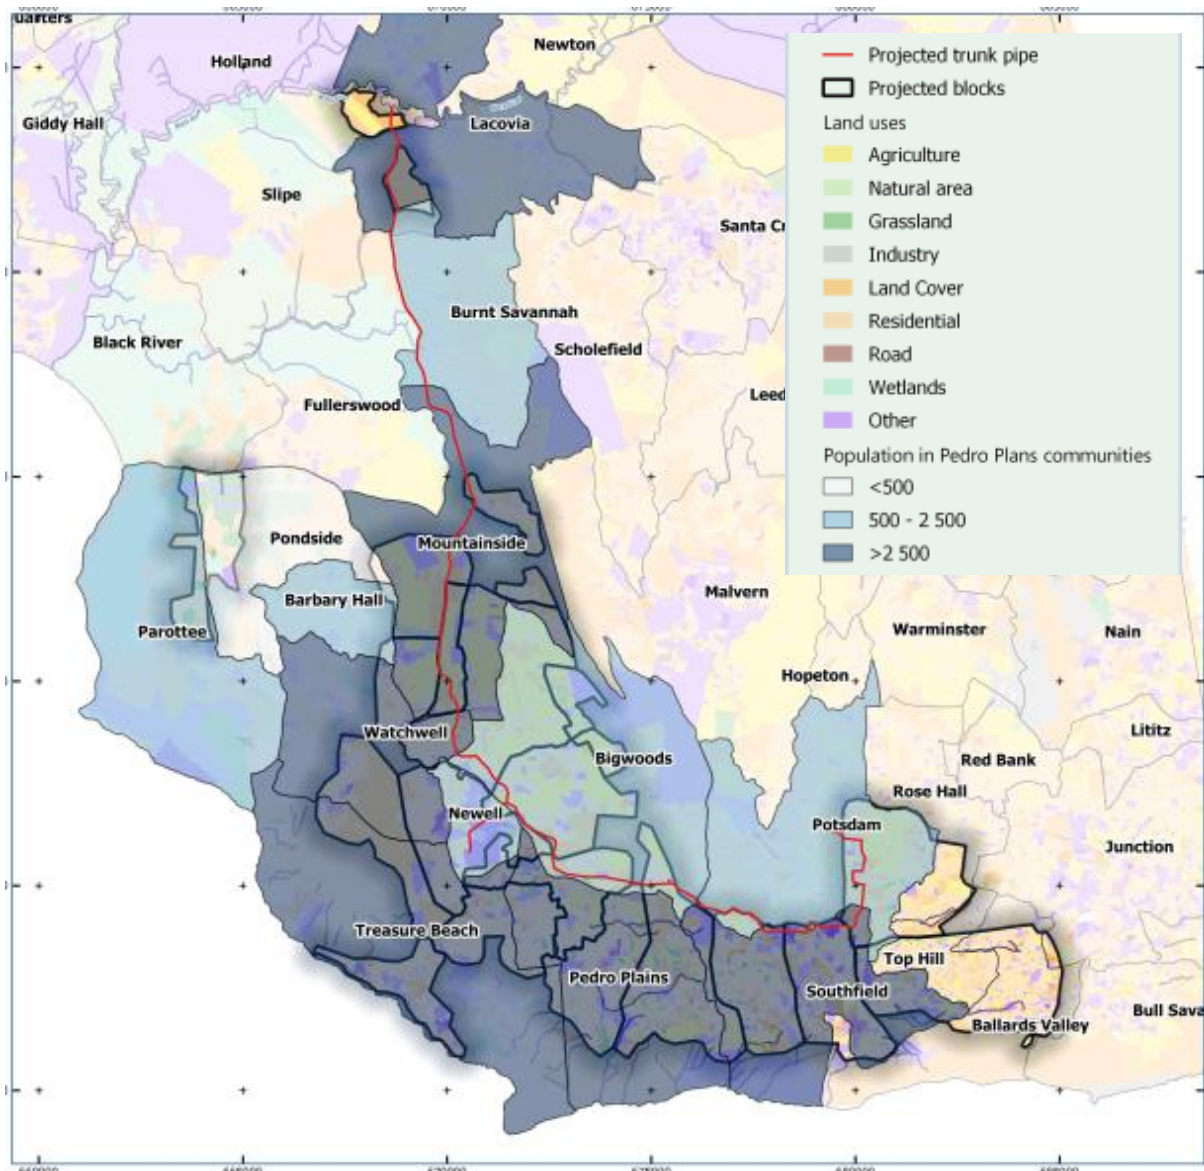 uarters
Newton
Holland
Giddy Hall
Lacovia
Slipe
Santa Cr
Burnt Savannah
Black River
Scholefield
Leed
Fullerswood
Pondside
Mountainside
Malvern
Barbary Hall
Parottee
Warminster
Nain
Hopeton
Watchwell
Lititz
Bigwoods
Red Bank
Rose Hall
Newell
Potsdam
Junction
Treasure Beach
Top Hill
Pedro Plains
Southfield
Ballards Valley
Bull Sava
Projected trunk pipe
Projected blocks
Land uses
Agriculture
Natural area
Grassland
Industry
Land Cover
Residential
Road
Wetlands
Other
Population in Pedro Plans communities
<500
500 - 2 500
>2 500